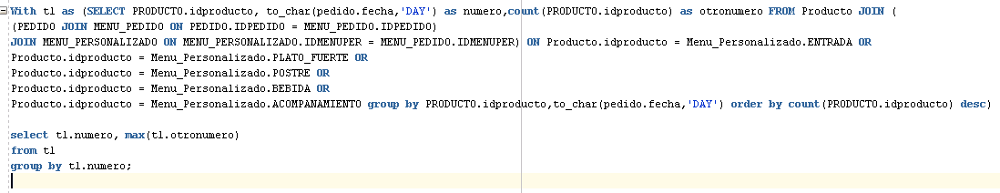 With tl as (SELECT PRODUCTO.idproducto, to_char(pedido.fecha,'DAY') as numero,count(PRODUCTO.idproducto) as otronumero FROM Producto JOIN (
(PEDIDO JOIN MENU_PEDIDO ON PEDIDO.IDPEDIDO = MENU_PEDIDO.IDPEDIDO)
JOIN MENU_PERSONALIZADO ON MENU_PERSONALIZADO.IDMENUPER = MENU_PEDIDO.IDMENUPER) ON Producto.idproducto = Menu_Personalizado.ENTRADA OR
Producto.idproducto = Menu_Personalizado.PLATO_FUERTE OR
Producto.idproducto = Menu_Personalizado.POSTRE OR
Producto.idproducto = Menu_Personalizado.BEBIDA OR
Producto.idproducto = Menu_Personalizado.ACOMPANAMIENTO group by PRODUCTO.idproducto,to_char(pedido.fecha,'DAY') order by count(PRODUCTO.idproducto) desc)
select tl.numero, max(tl.otronumero)
from tl
group by tl.numero;